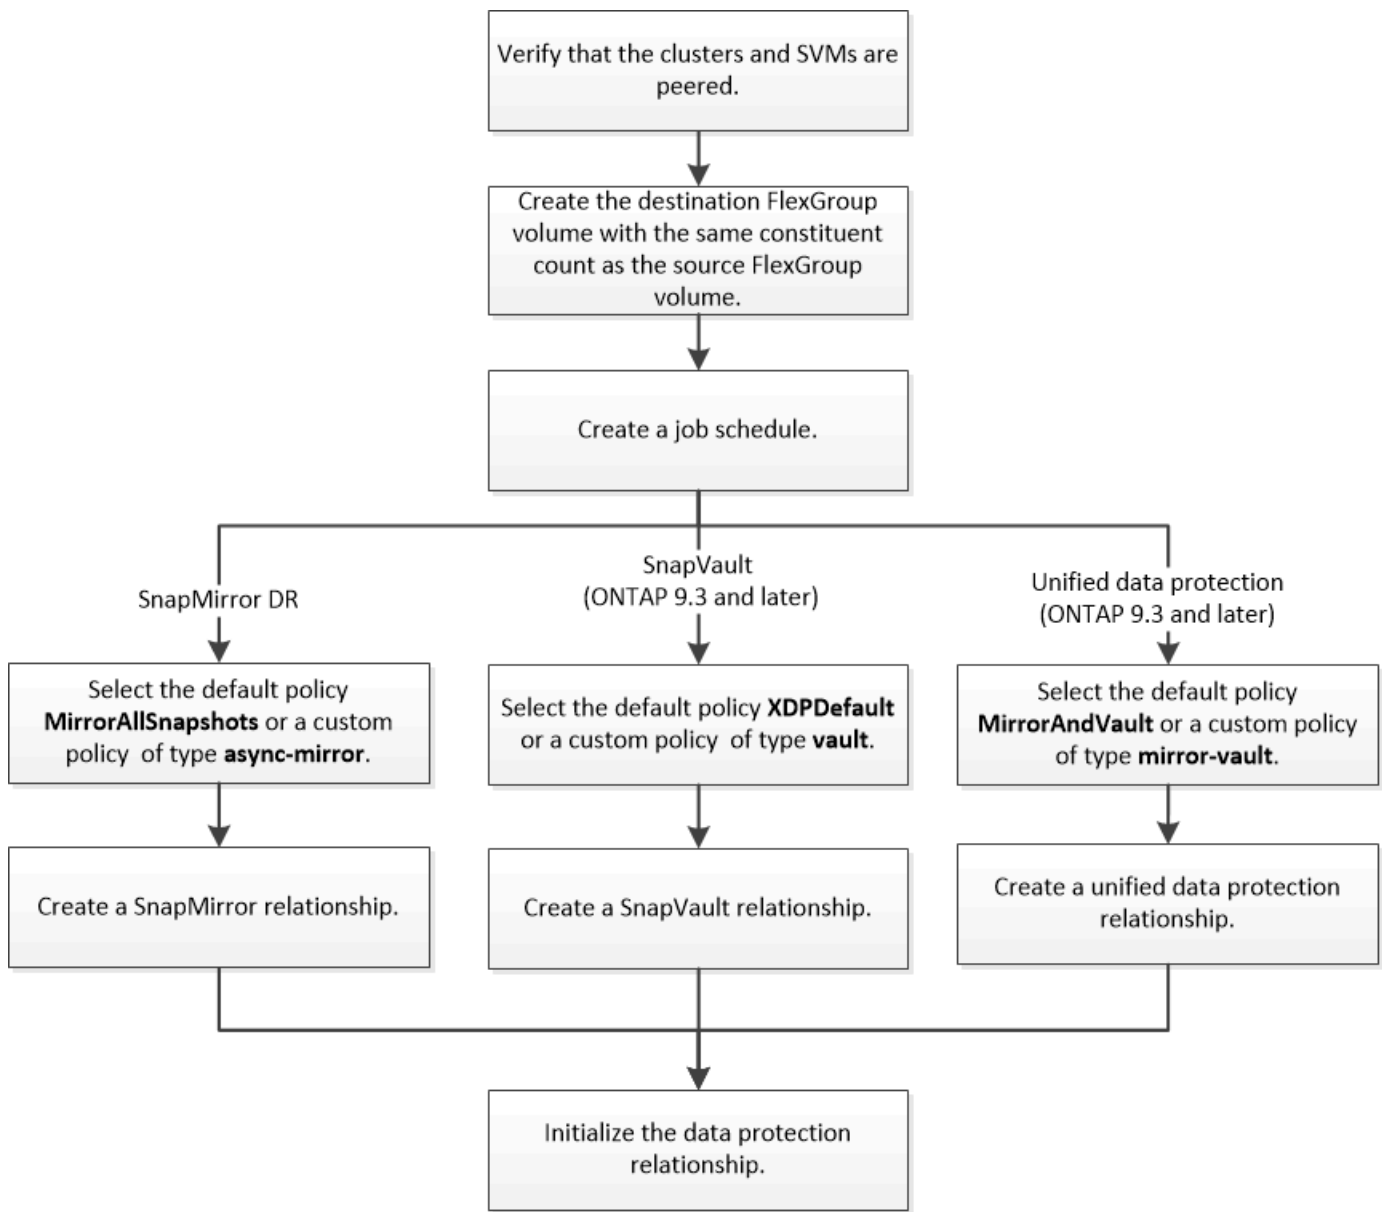 Verify that the clusters and SVMs are
peered.
Create the destination FlexGroup
volume with the same constituent
count as the source FlexGroup
volume.
Create a job schedule.
SnapMirror DR
SnapVault
(ONTAP 9.3 and later)
Unified data protection
(ONTAP 9.3 and later)
Select the default policy
MirrorAllSnapshots or a custom
policy of type async-mirror.
Select the default policy XDPDefault
or a custom policy of type vault.
Select the default policy
MirrorAndVault or a custom policy
of type mirror-vault.
Create a SnapMirror relationship.
Create a SnapVault relationship.
Create a unified data protection
relationship.
Initialize the data protection
relationship.